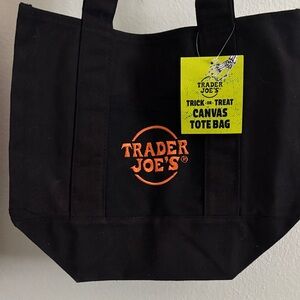 TRADER
JOE'S
TRICK OR TREAT
CANVAS
TOTE BAG
TRADER
JOE'S®